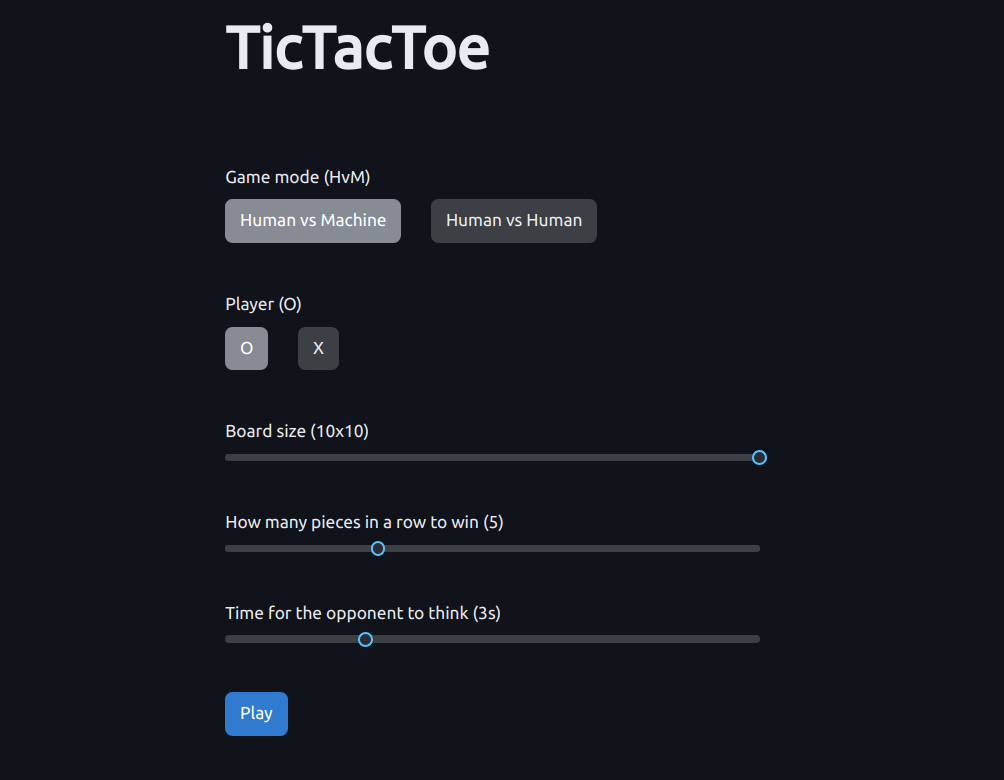 TicTacToe
Game mode (HvM)
Human vs Machine Human vs Human
Player (O)
O X
Board size (10x10)
How many pieces in a row to win (5)
Time for the opponent to think (3s)
Play